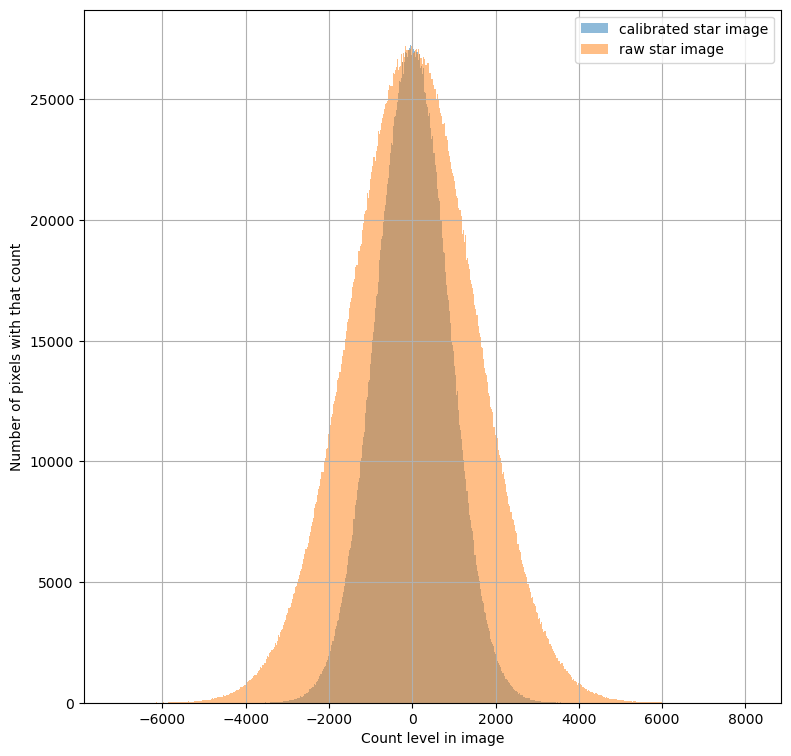 calibrated star image
raw star image
25000
20000
15000
10000
5000
0
Number of pixels with that count
−6000 −4000 −2000 0 2000 4000 6000 8000
Count level in image